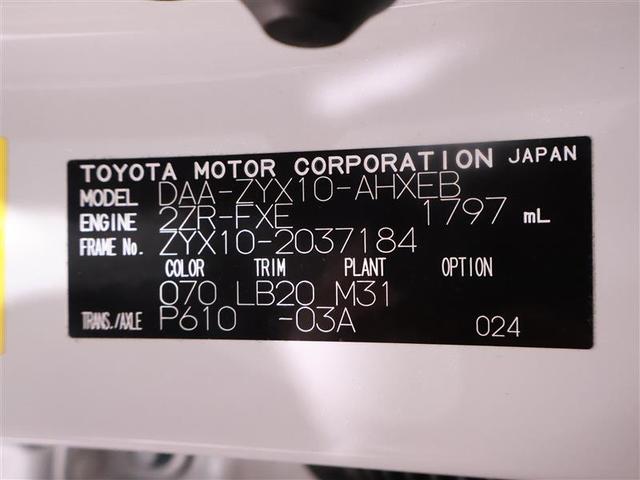 TOYOTA MOTOR CORPORATION JAPAN
MODEL DAA-ZYX10-AHXEB
ENGINE 2ZR-FXE 1797 mL
FRAME No. ZYX10-2037184
COLOR TRIM PLANT OPTION
070 LB20 M31
TRANS./AXLE P610 -03A 024